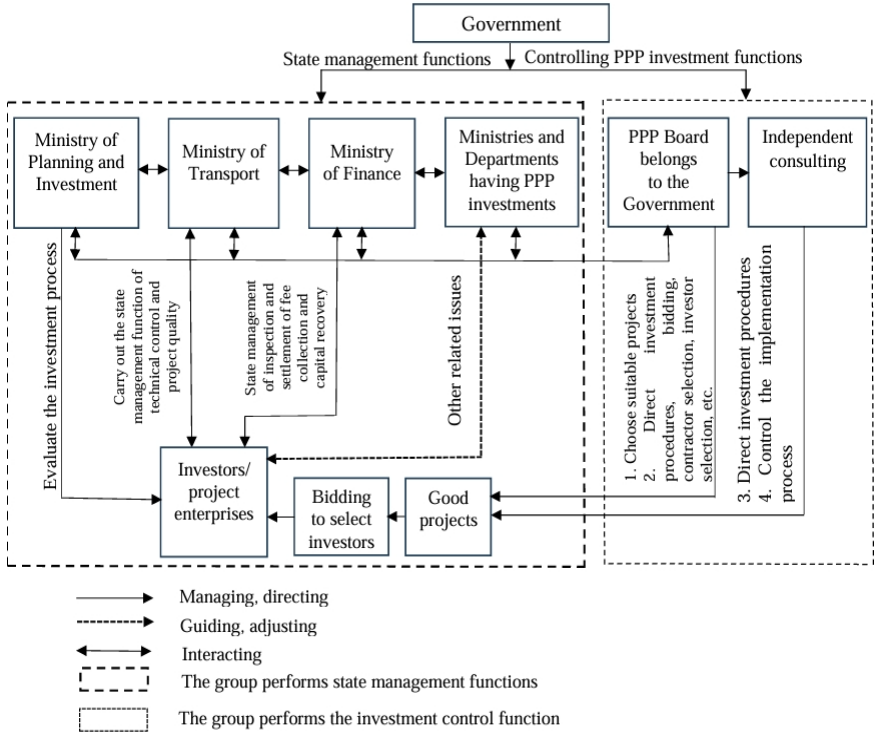 Government
State management functions
Controlling PPP investment functions
Ministry of
Planning and
Investment
Ministry of
Transport
Ministry
of Finance
Ministries and
Departments
having PPP
investments
PPP Board
belongs
to the
Government
Independent
consulting
Evaluate the investment process
Carry out the state
management function of
technical control and
project quality
State management
of inspection and
settlement of fee
collection and
capital recovery
Other related issues
1. Choose suitable projects
2. Direct investment
procedures, bidding,
contractor selection, investor
selection, etc.
3. Direct investment procedures
4. Control the implementation
process
Investors/
project
enterprises
Bidding
to select
investors
Good
projects
Managing, directing
Guiding, adjusting
Interacting
The group performs state management functions
The group performs the investment control function